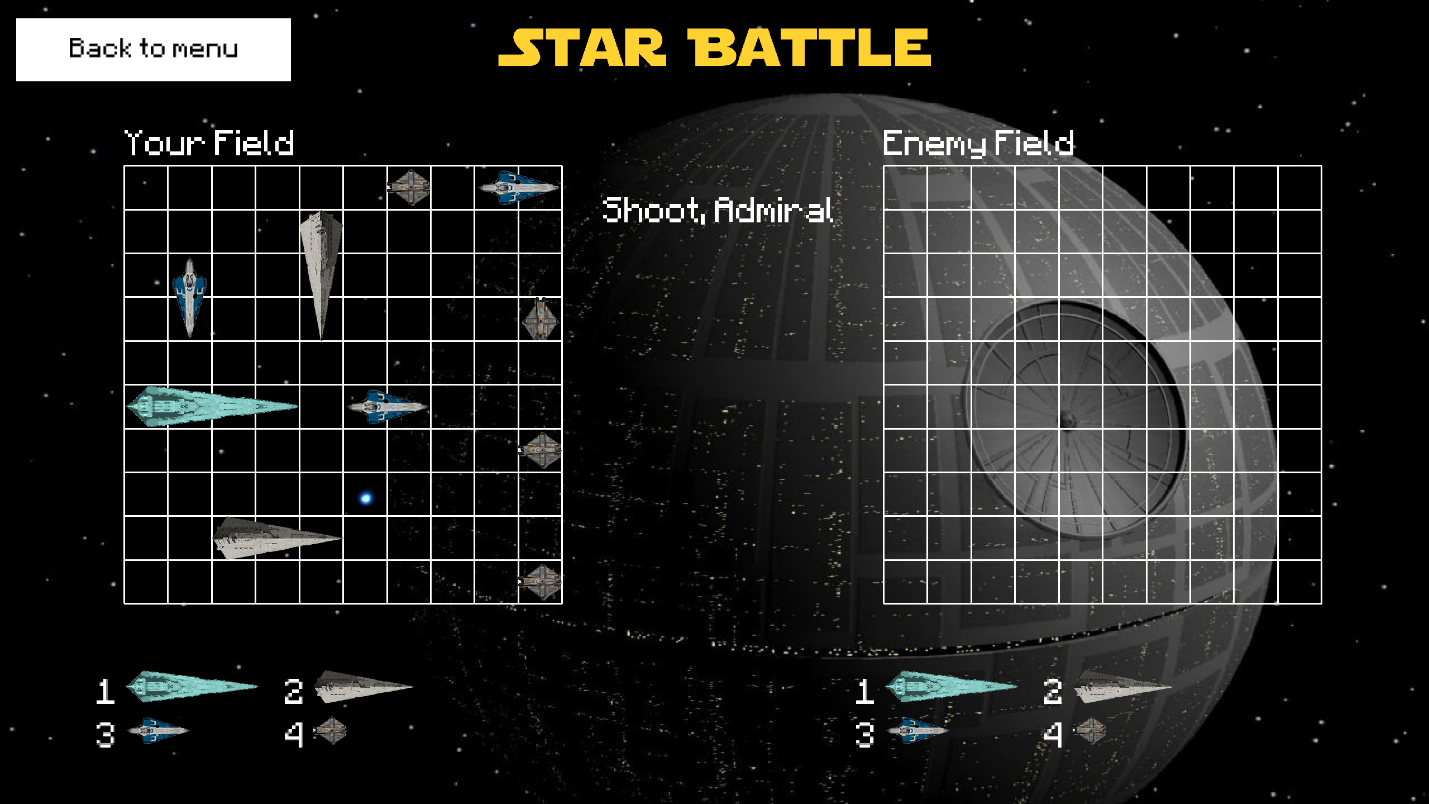 Back to menu
STAR BATTLE
Your Field
Enemy Field
Shoot, Admiral
1 2
3 4
1 2
3 4